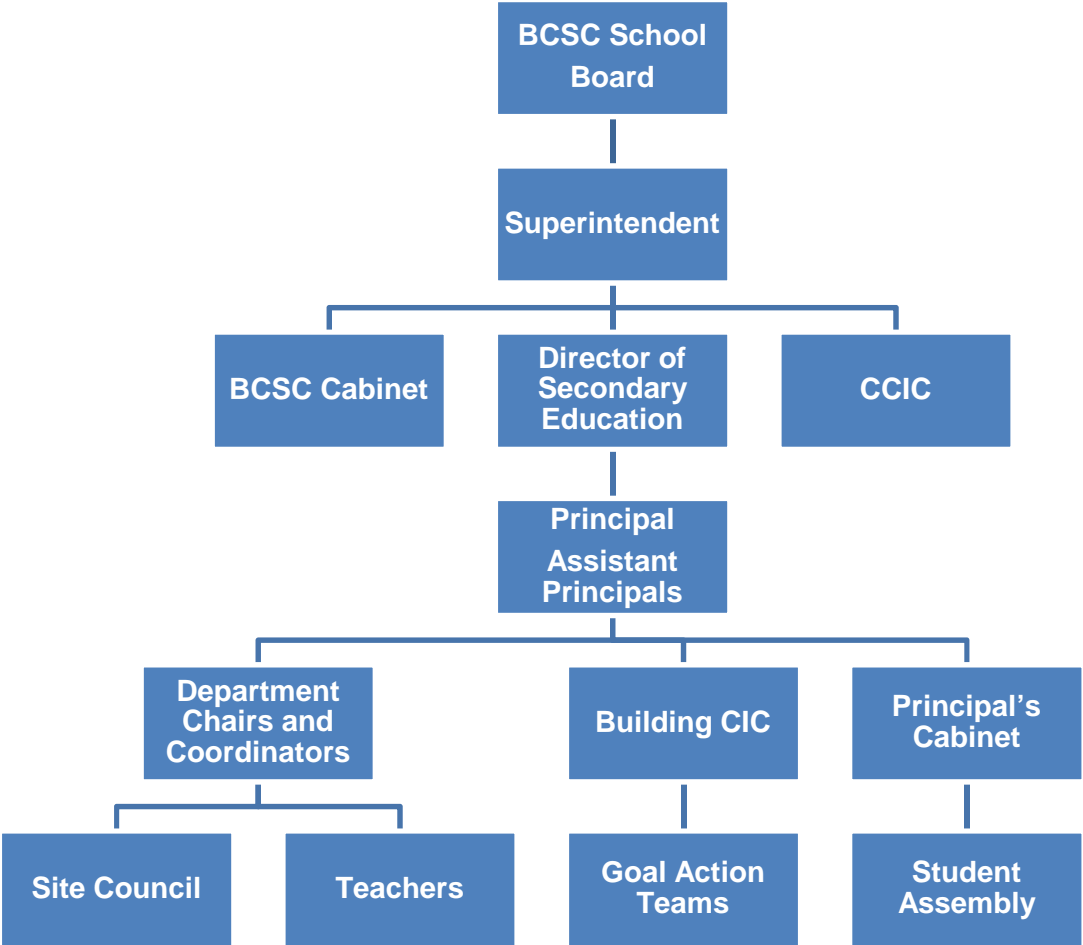 BCSC School
Board
Superintendent
BCSC Cabinet
Director of
Secondary
Education
CCIC
Principal
Assistant
Principals
Department
Chairs and
Coordinators
Building CIC
Principal’s
Cabinet
Site Council
Teachers
Goal Action
Teams
Student
Assembly